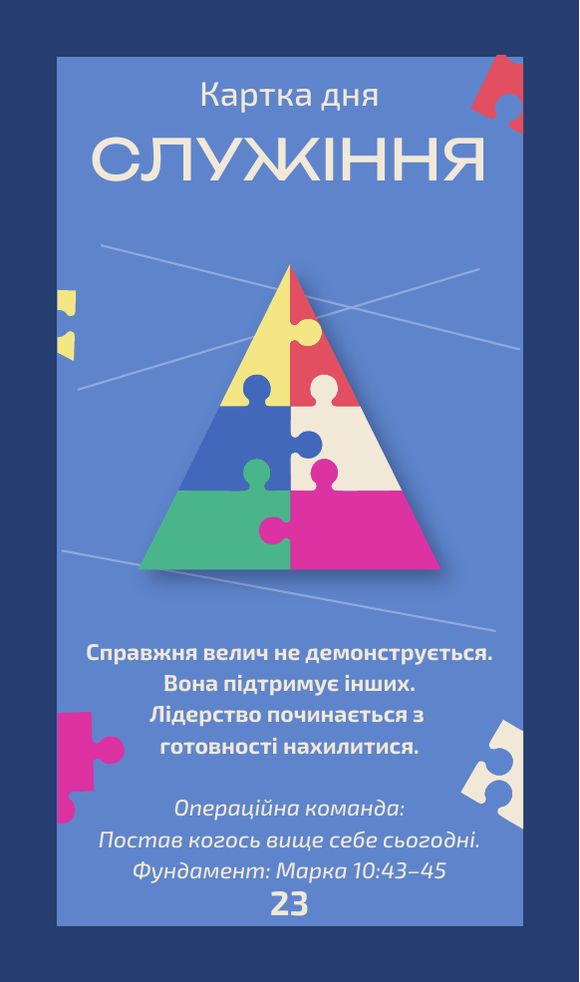 Картка дня
СЛУЖІННЯ
Справжня велич не демонструється.
Вона підтримує інших.
Лідерство починається з
готовності нахилитися.
Операційна команда:
Постав когось вище себе сьогодні.
Фундамент: Марка 10:43–45
23